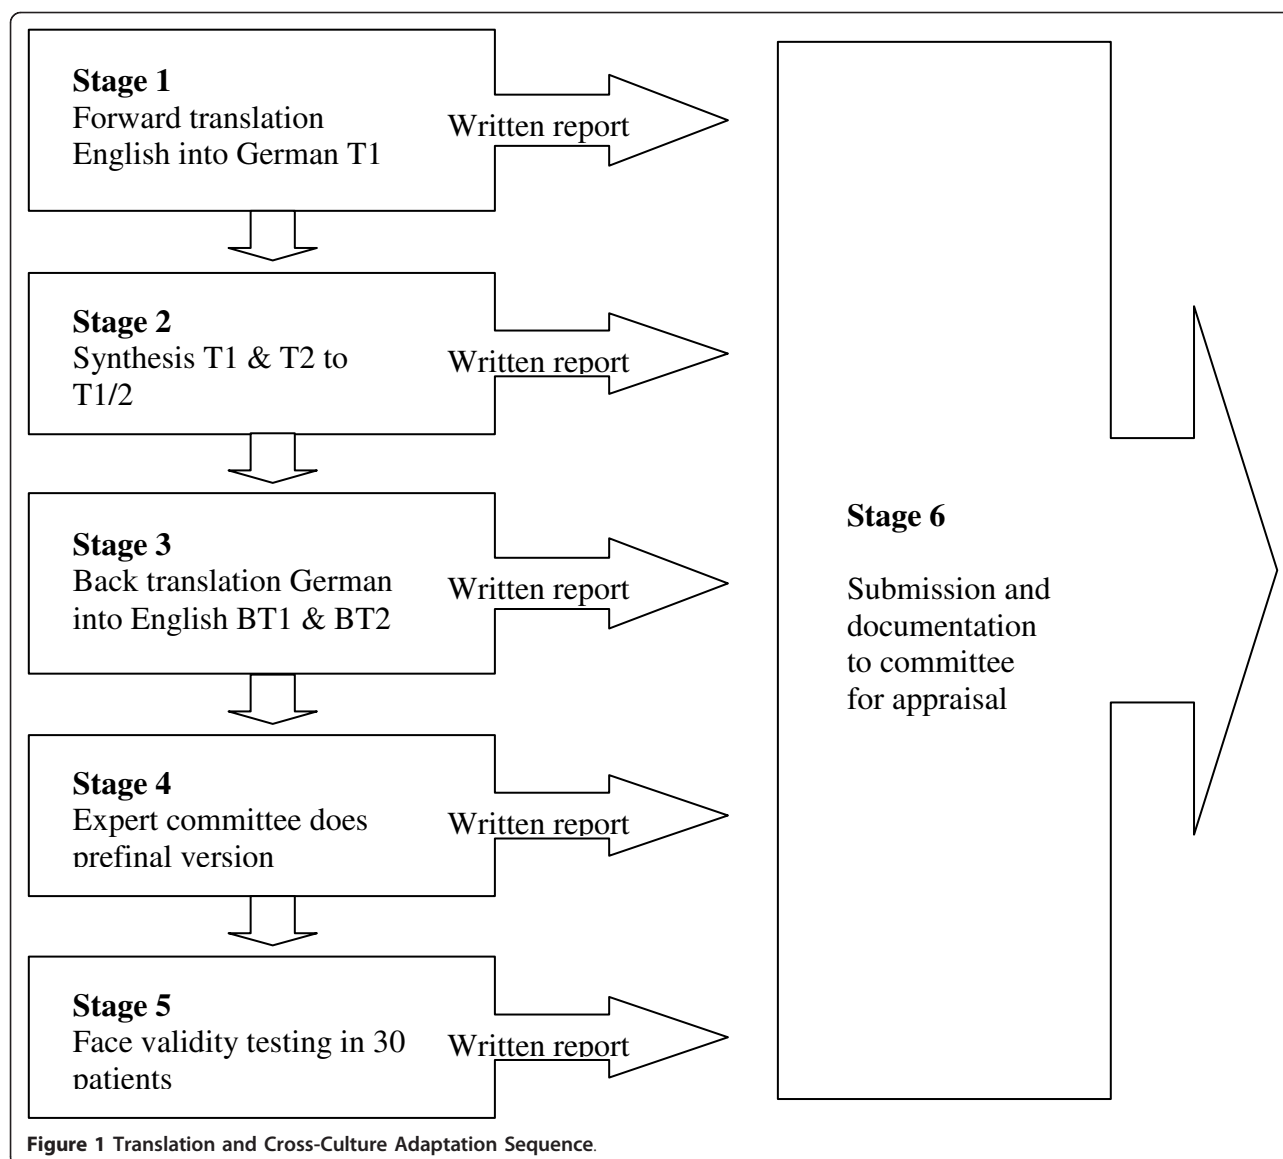 Stage 1
Forward translation
English into German T1
Written report
Stage 2
Synthesis T1 & T2 to
T1/2
Written report
Stage 3
Back translation German
into English BT1 & BT2
Written report
Stage 4
Expert committee does
prefinal version
Written report
Stage 5
Face validity testing in 30
patients
Written report
Stage 6
Submission and
documentation
to committee
for appraisal
Figure 1 Translation and Cross-Culture Adaptation Sequence.